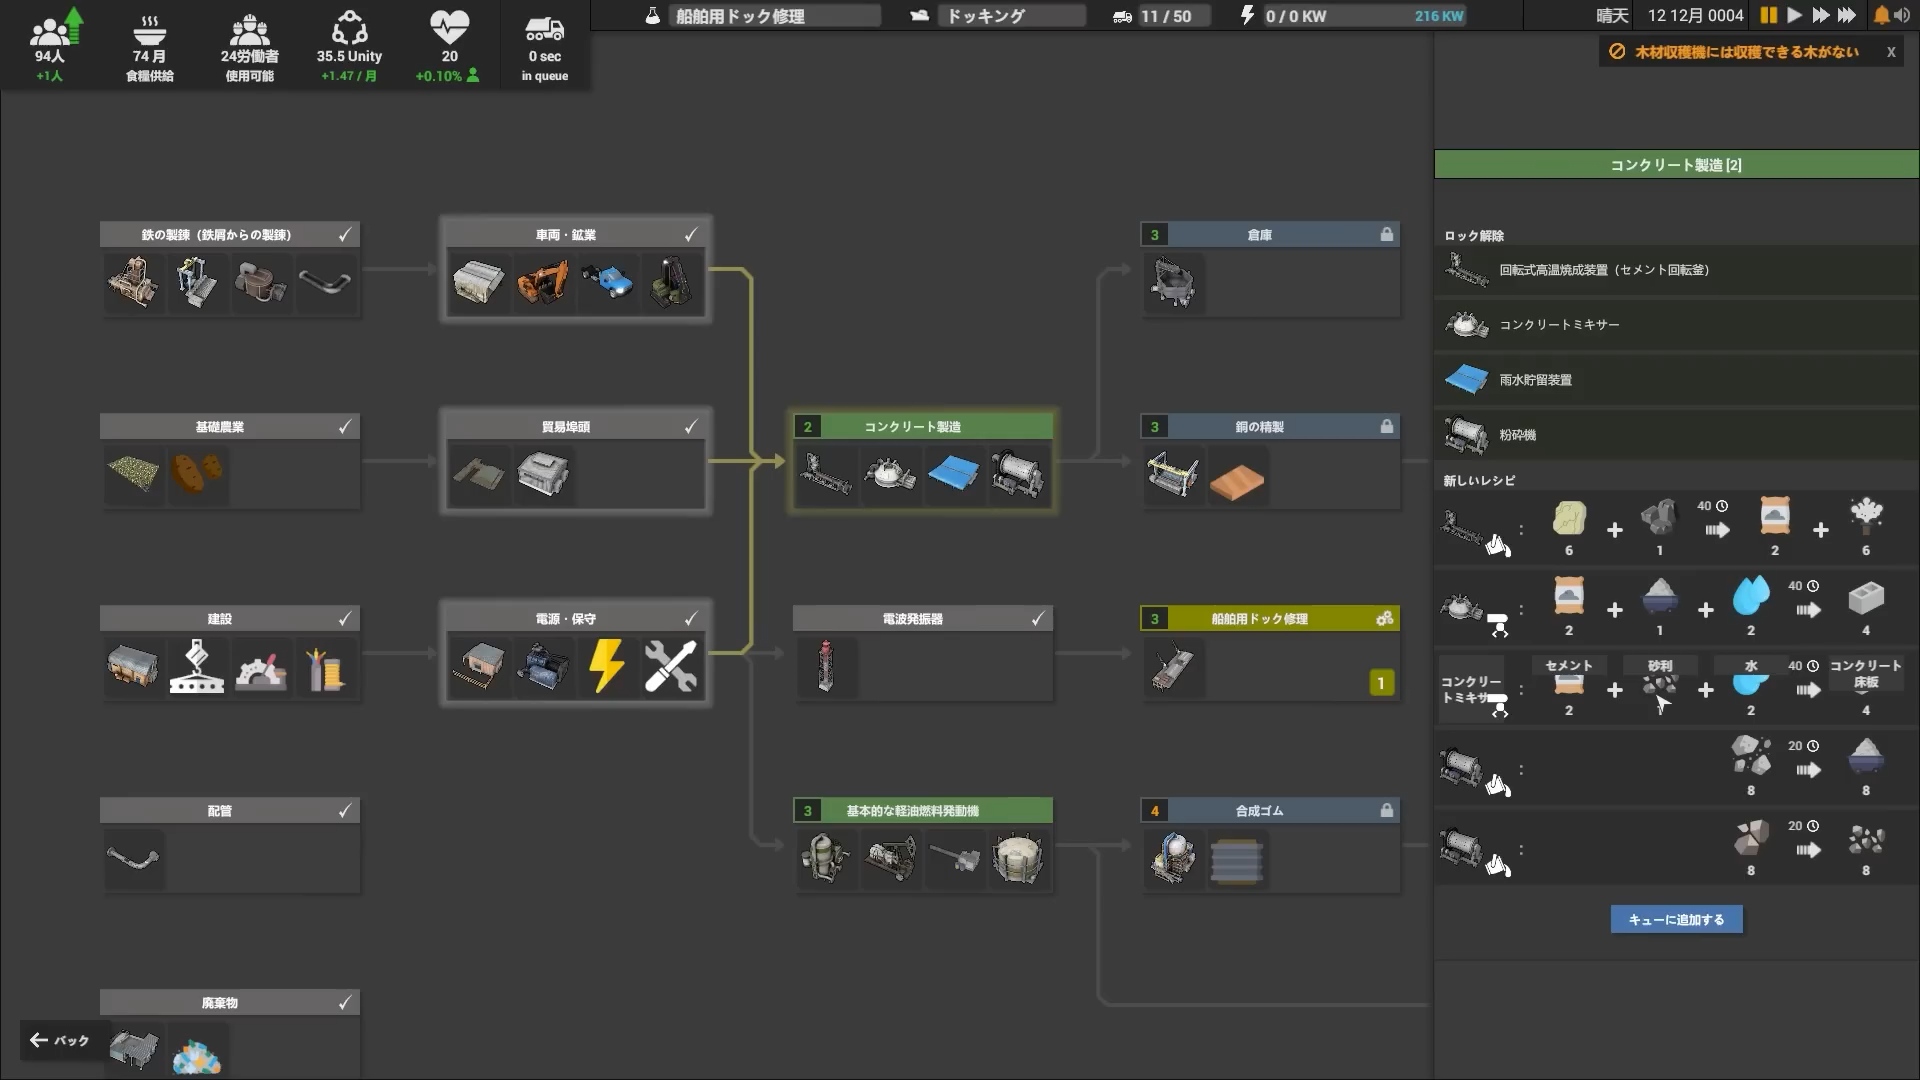 船舶用ドック修理
ドッキング
11 / 50
0 / 0 KW
216 KW
晴天
12 12月 0004
94人
+1人
74 月
食糧供給
24労働者
使用可能
35.5 Unity
+1.47 / 月
20
+0.10%
0 sec
in queue
木材収穫機には収穫できる木がない
X
コンクリート製造 [2]
鉄の製錬（鉄屑からの製錬）
車両・鉱業
3
倉庫
ロック解除
回転式高温焼成装置（セメント回転釜）
コンクリートミキサー
雨水貯留装置
粉砕機
基礎農業
貿易埠頭
2
コンクリート製造
3
銅の精製
新しいレシピ
:
6
+
1
40
2
+
6
:
2
+
1
+
2
40
4
建設
電源・保守
電波発振器
3
船舶用ドック修理
1
コンクリー
トミキサー
:
セメント
2
+
砂利
1
+
水
2
40
コンクリート
床板
4
:
8
20
8
配管
3
基本的な軽油燃料発動機
4
合成ゴム
:
8
20
8
キューに追加する
廃棄物
バック